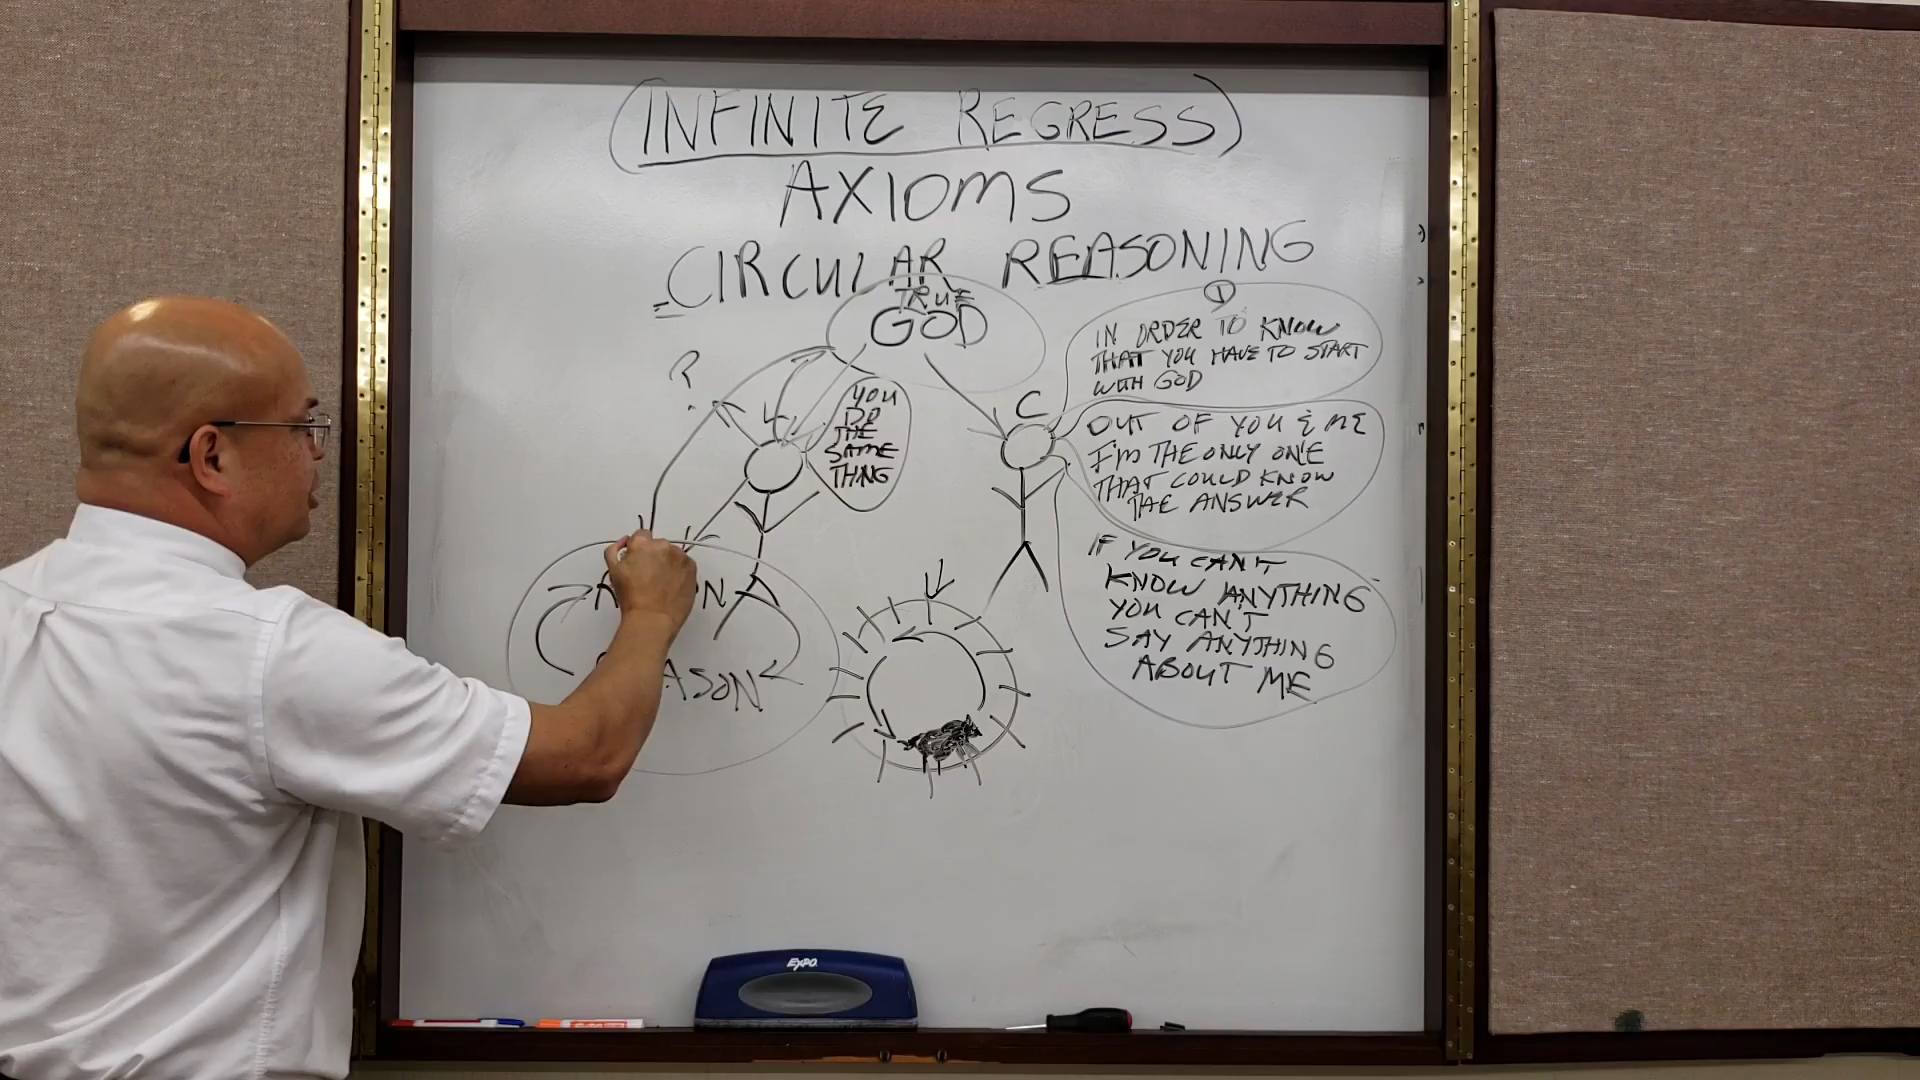 INFINITE REGRESS
AXIOMS
CIRCULAR REASONING
TRUE
GOD
?
YOU
DO
THE
SAME
THING
C
1
IN ORDER TO KNOW
THAT YOU HAVE TO START
WITH GOD
OUT OF YOU & ME
I'M THE ONLY ONE
THAT COULD KNOW
THE ANSWER
IF YOU CAN'T
KNOW ANYTHING
YOU CAN'T
SAY ANYTHING
ABOUT ME
EXPO